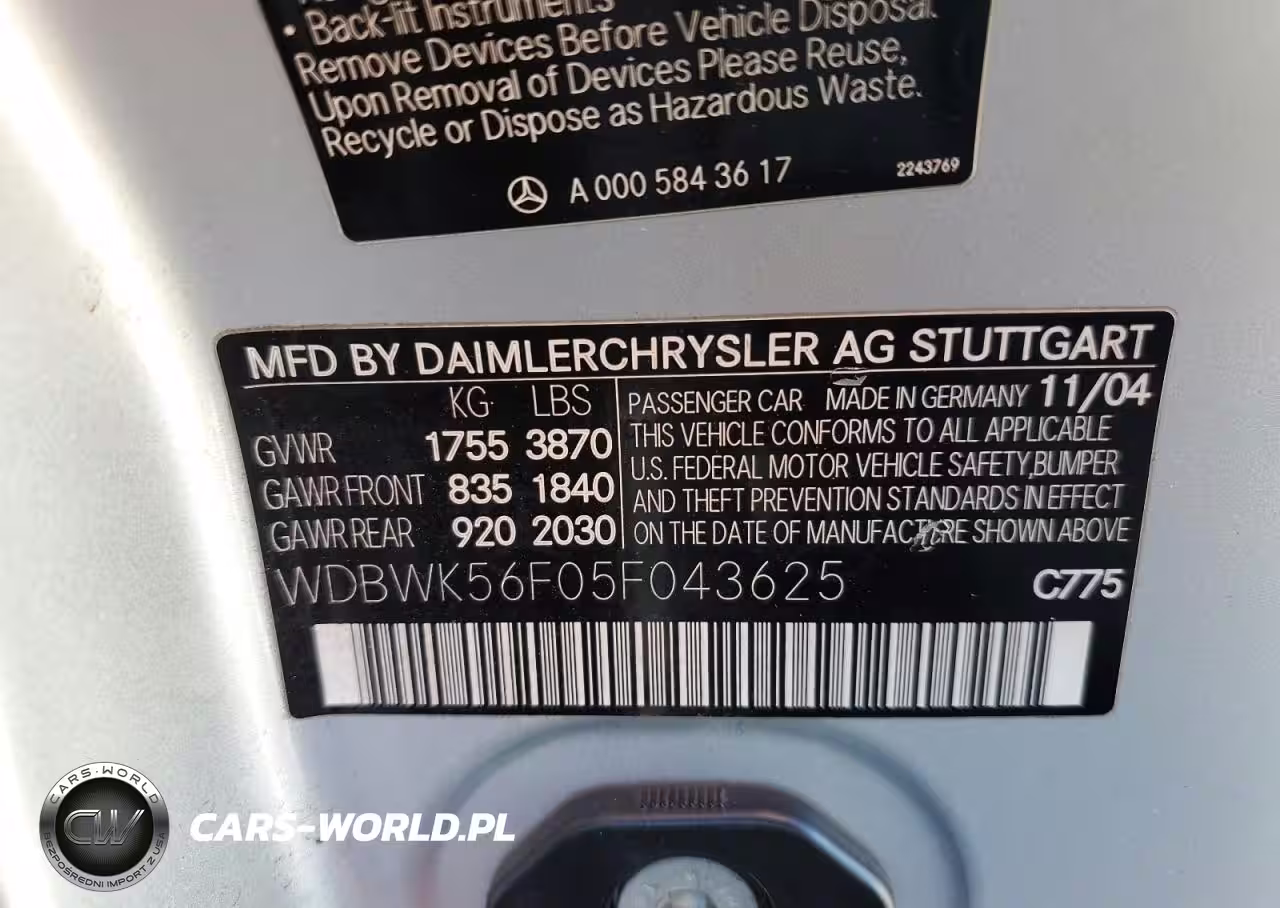 • Back-lit Instruments
Remove Devices Before Vehicle Disposal.
Upon Removal of Devices Please Reuse,
Recycle or Dispose as Hazardous Waste.
A 000 584 36 17
2243769
MFD BY DAIMLERCHRYSLER AG STUTTGART
KG LBS
GVWR 1755 3870
GAWR FRONT 835 1840
GAWR REAR 920 2030
PASSENGER CAR MADE IN GERMANY 11/04
THIS VEHICLE CONFORMS TO ALL APPLICABLE
U.S. FEDERAL MOTOR VEHICLE SAFETY,BUMPER
AND THEFT PREVENTION STANDARDS IN EFFECT
ON THE DATE OF MANUFACTURE SHOWN ABOVE
WDBWK56F05F043625
C775
CARS-WORLD
CW
BEZPOŚREDNI IMPORT Z USA
CARS-WORLD.PL